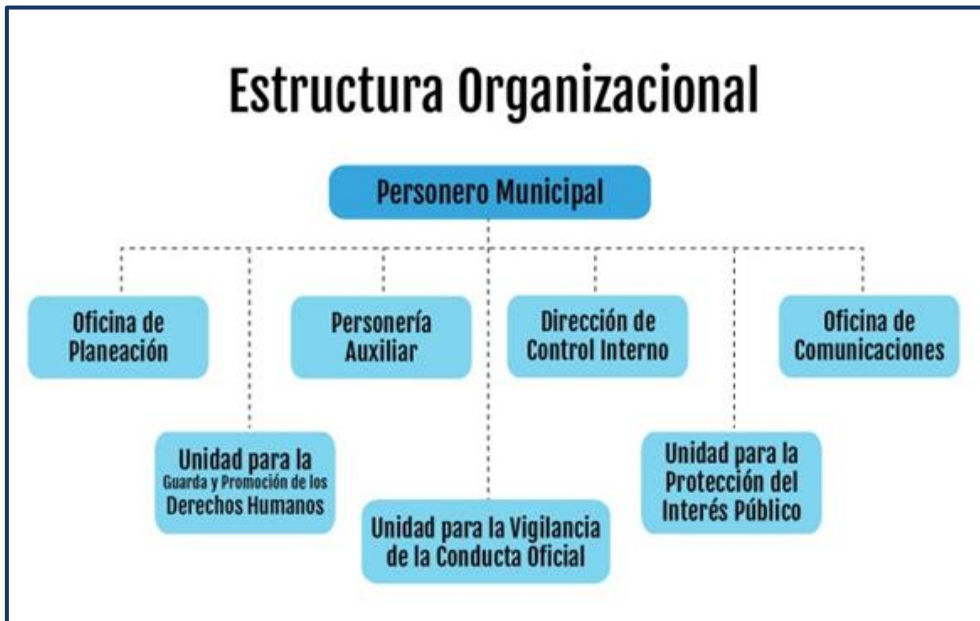 Estructura Organizacional
Personero Municipal
Oficina de
Planeación
Personería
Auxiliar
Dirección de
Control Interno
Oficina de
Comunicaciones
Unidad para la
Guarda y Promoción de los
Derechos Humanos
Unidad para la Vigilancia
de la Conducta Oficial
Unidad para la
Protección del
Interés Público